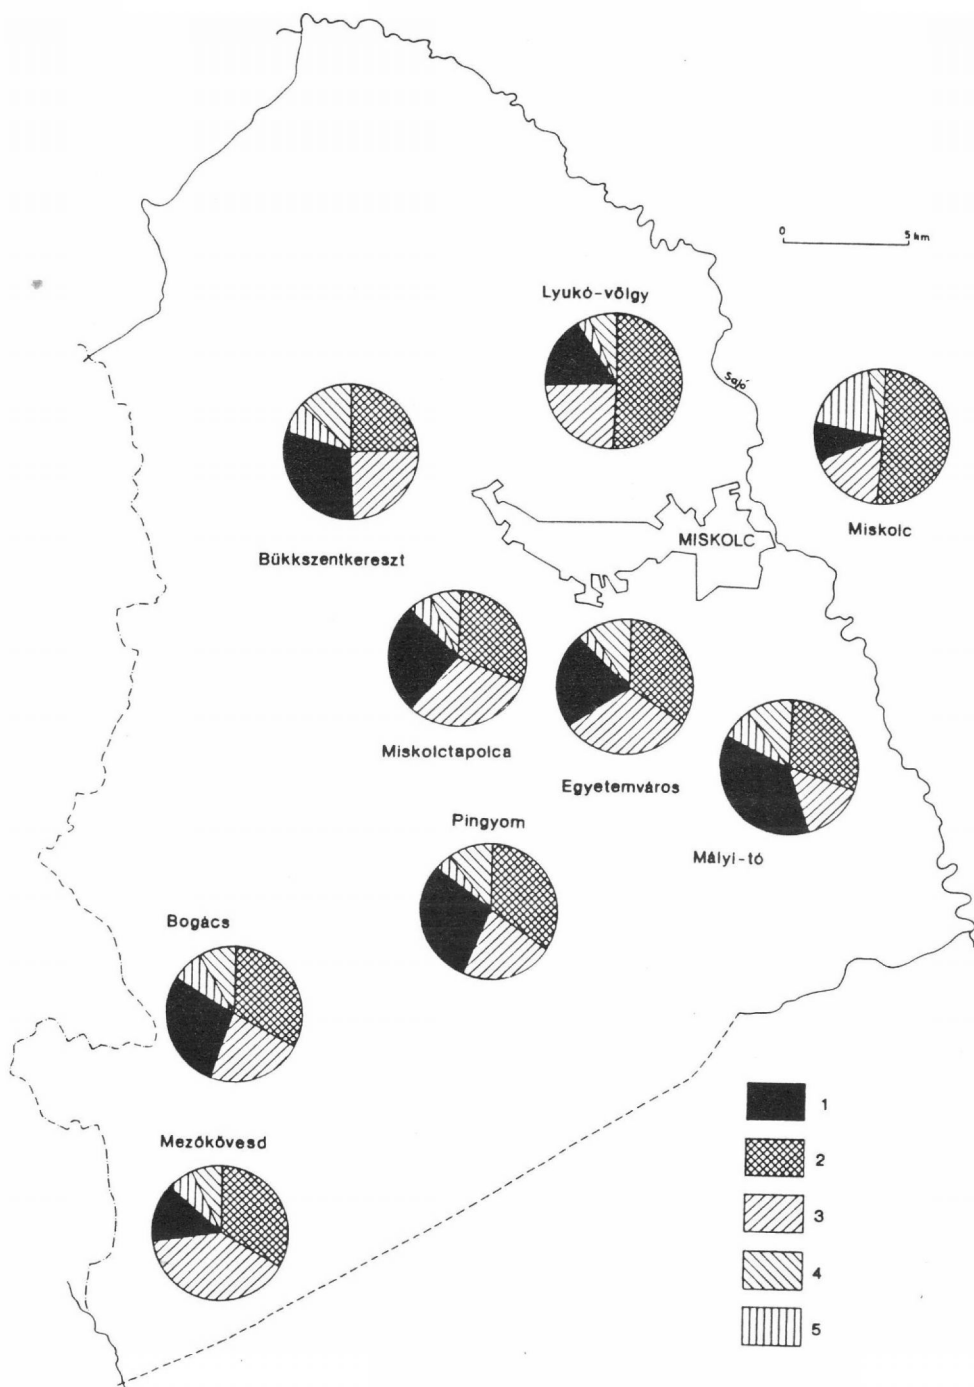 0 5 km
Lyukó-völgy
Sajó
Miskolc
MISKOLC
Bükkszentkereszt
Miskolctapolca
Egyetemváros
Mályi-tó
Pingyom
Bogács
Mezőkövesd
1
2
3
4
5